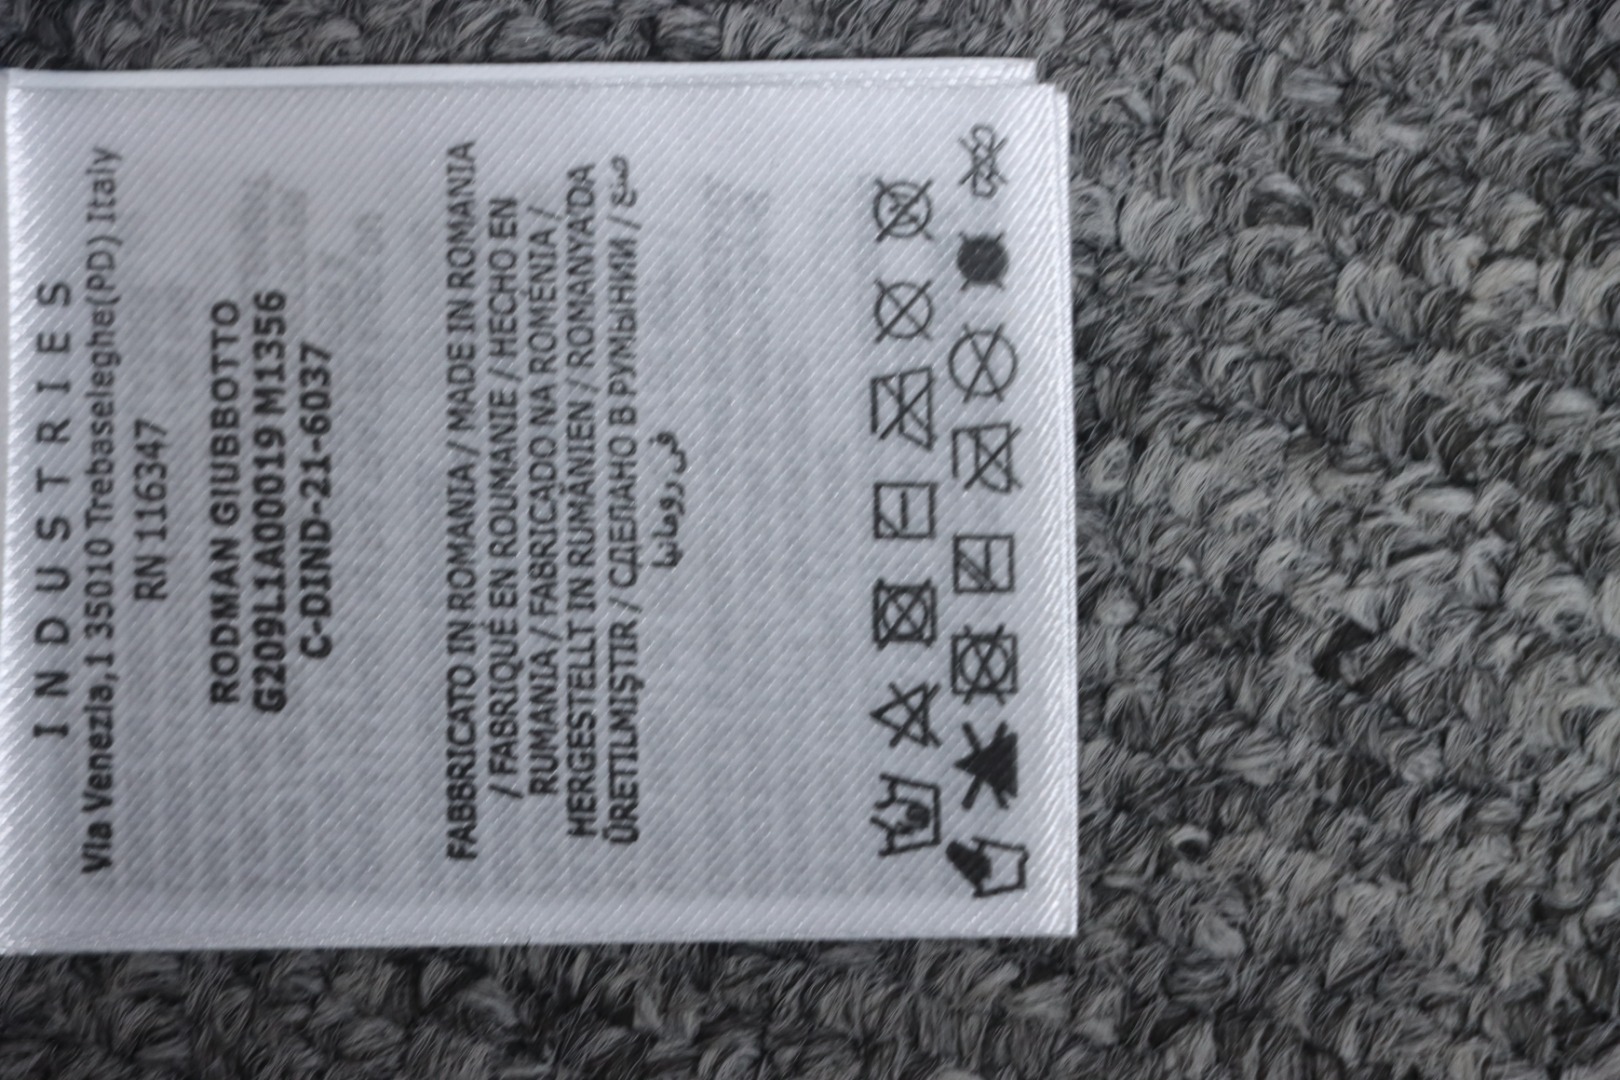 INDUSTRIES
Via Venezia,1 35010 Trebaseleghe(PD) Italy
RN 116347
RODMAN GIUBBOTTO
G209L1A00019 M1356
C-DIND-21-6037
FABBRICATO IN ROMANIA / MADE IN ROMANIA
/ FABRIQUÉ EN ROUMANIE / HECHO EN
RUMANIA / FABRICADO NA ROMÉNIA /
HERGESTELLT IN RUMÄNIEN / ROMANYA'DA
ÜRETILMIŞTIR / СДЕЛАНО В РУМЫНИИ / صنع
في رومانيا